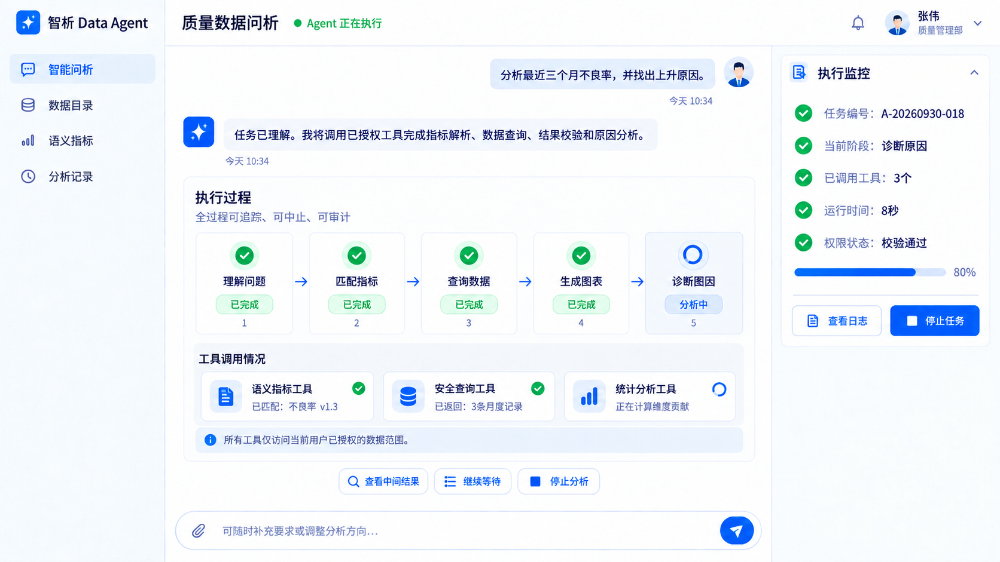 智析 Data Agent
智能问析
数据目录
语义指标
分析记录
质量数据问析
Agent 正在执行
张伟
质量管理部
分析最近三个月不良率，并找出上升原因。
今天 10:34
任务已理解。我将调用已授权工具完成指标解析、数据查询、结果校验和原因分析。
今天 10:34
执行过程
全过程可追踪、可中止、可审计
理解问题
已完成
1
匹配指标
已完成
2
查询数据
已完成
3
生成图表
已完成
4
诊断图因
分析中
5
工具调用情况
语义指标工具
已匹配：不良率 v1.3
安全查询工具
已返回：3条月度记录
统计分析工具
正在计算维度贡献
所有工具仅访问当前用户已授权的数据范围。
查看中间结果
继续等待
停止分析
可随时补充要求或调整分析方向...
执行监控
任务编号：A-20260930-018
当前阶段：诊断原因
已调用工具：3个
运行时间：8秒
权限状态：校验通过
80%
查看日志
停止任务